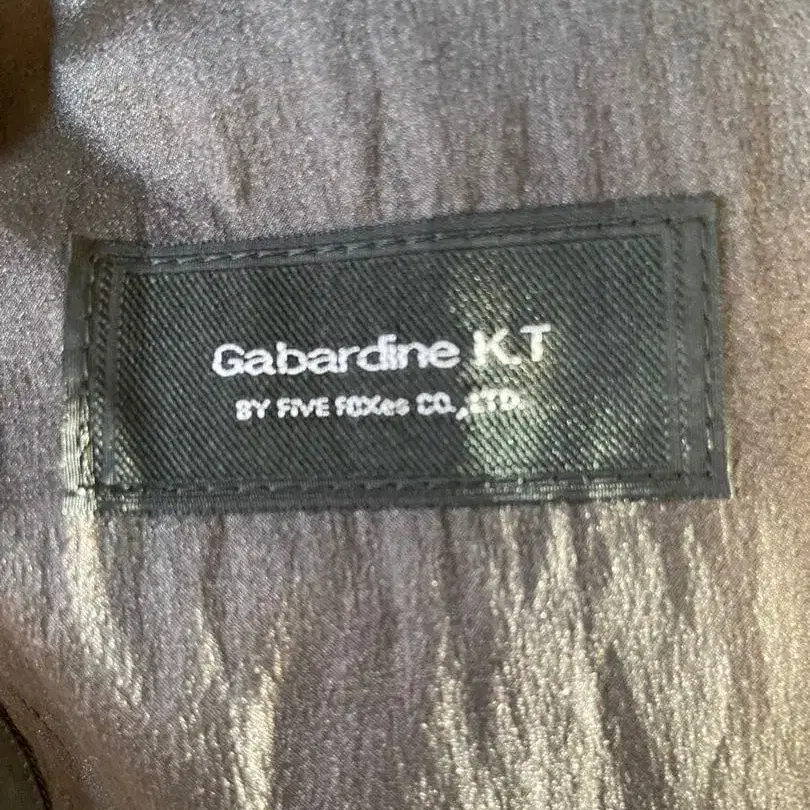 Gabardine K.T
BY FIVE FOXes CO.,LTD.